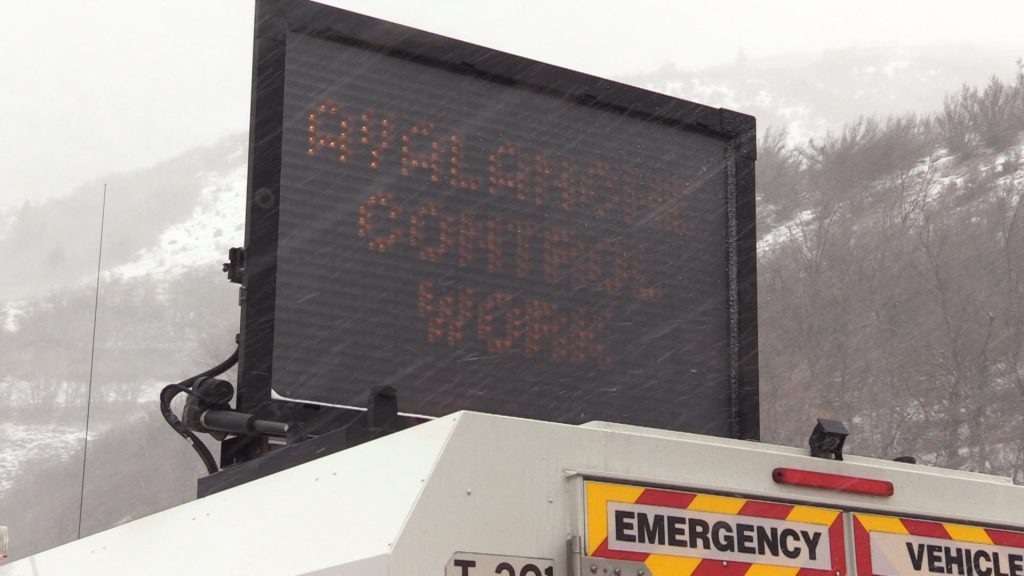 AVALANCHE
CONTROL
WORK
EMERGENCY
VEHICLE